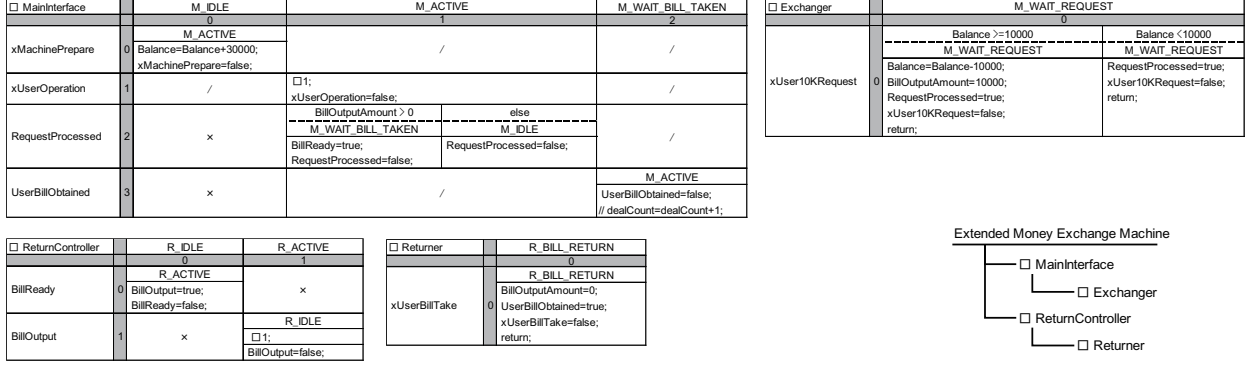 ☐ MainInterface M_IDLE M_ACTIVE M_WAIT_BILL_TAKEN
0 1 2
xMachinePrepare 0 M_ACTIVE / /
Balance=Balance+30000;
xMachinePrepare=false;
xUserOperation 1 / ☐1; /
xUserOperation=false;
RequestProcessed 2 × BillOutputAmount > 0 else /
M_WAIT_BILL_TAKEN M_IDLE
BillReady=true; RequestProcessed=false;
RequestProcessed=false;
UserBillObtained 3 × / M_ACTIVE
UserBillObtained=false;
// dealCount=dealCount+1;
☐ Exchanger M_WAIT_REQUEST
0
xUser10KRequest 0 Balance >=10000 Balance <10000
M_WAIT_REQUEST M_WAIT_REQUEST
Balance=Balance-10000; RequestProcessed=true;
BillOutputAmount=10000; xUser10KRequest=false;
RequestProcessed=true; return;
xUser10KRequest=false;
return;
☐ ReturnController R_IDLE R_ACTIVE
0 1
BillReady 0 R_ACTIVE ×
BillOutput=true;
BillReady=false;
BillOutput 1 × R_IDLE
☐1;
BillOutput=false;
☐ Returner R_BILL_RETURN
0
xUserBillTake 0 R_BILL_RETURN
BillOutputAmount=0;
UserBillObtained=true;
xUserBillTake=false;
return;
Extended Money Exchange Machine
☐ MainInterface
☐ Exchanger
☐ ReturnController
☐ Returner